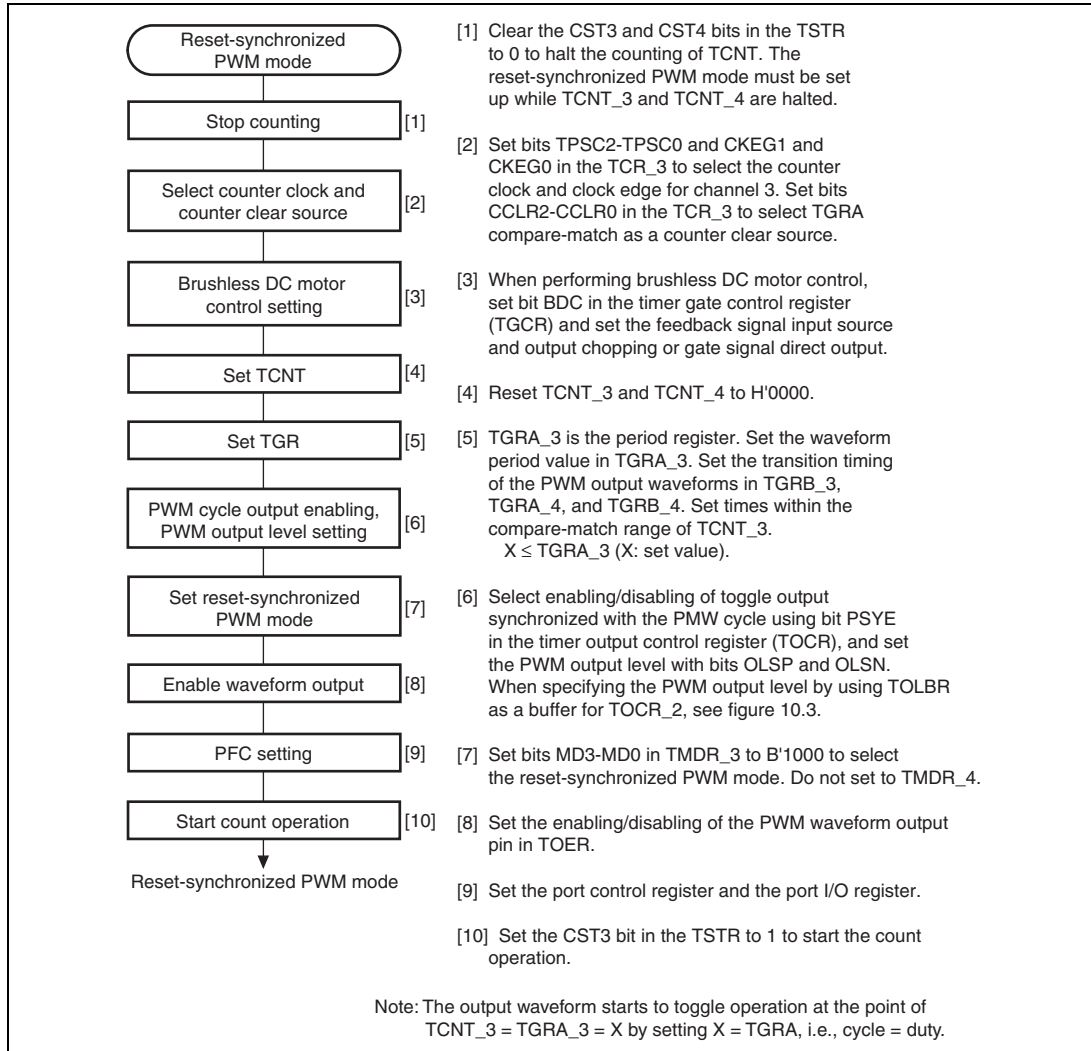 Reset-synchronized
PWM mode
Stop counting
[1]
Select counter clock and
counter clear source
[2]
Brushless DC motor
control setting
[3]
Set TCNT
[4]
Set TGR
[5]
PWM cycle output enabling,
PWM output level setting
[6]
Set reset-synchronized
PWM mode
[7]
Enable waveform output
[8]
PFC setting
[9]
Start count operation
[10]
Reset-synchronized PWM mode
[1] Clear the CST3 and CST4 bits in the TSTR
to 0 to halt the counting of TCNT. The
reset-synchronized PWM mode must be set
up while TCNT_3 and TCNT_4 are halted.
[2] Set bits TPSC2-TPSC0 and CKEG1 and
CKEG0 in the TCR_3 to select the counter
clock and clock edge for channel 3. Set bits
CCLR2-CCLR0 in the TCR_3 to select TGRA
compare-match as a counter clear source.
[3] When performing brushless DC motor control,
set bit BDC in the timer gate control register
(TGCR) and set the feedback signal input source
and output chopping or gate signal direct output.
[4] Reset TCNT_3 and TCNT_4 to H'0000.
[5] TGRA_3 is the period register. Set the waveform
period value in TGRA_3. Set the transition timing
of the PWM output waveforms in TGRB_3,
TGRA_4, and TGRB_4. Set times within the
compare-match range of TCNT_3.
X ≤ TGRA_3 (X: set value).
[6] Select enabling/disabling of toggle output
synchronized with the PMW cycle using bit PSYE
in the timer output control register (TOCR), and set
the PWM output level with bits OLSP and OLSN.
When specifying the PWM output level by using TOLBR
as a buffer for TOCR_2, see figure 10.3.
[7] Set bits MD3-MD0 in TMDR_3 to B'1000 to select
the reset-synchronized PWM mode. Do not set to TMDR_4.
[8] Set the enabling/disabling of the PWM waveform output
pin in TOER.
[9] Set the port control register and the port I/O register.
[10] Set the CST3 bit in the TSTR to 1 to start the count
operation.
Note: The output waveform starts to toggle operation at the point of
TCNT_3 = TGRA_3 = X by setting X = TGRA, i.e., cycle = duty.